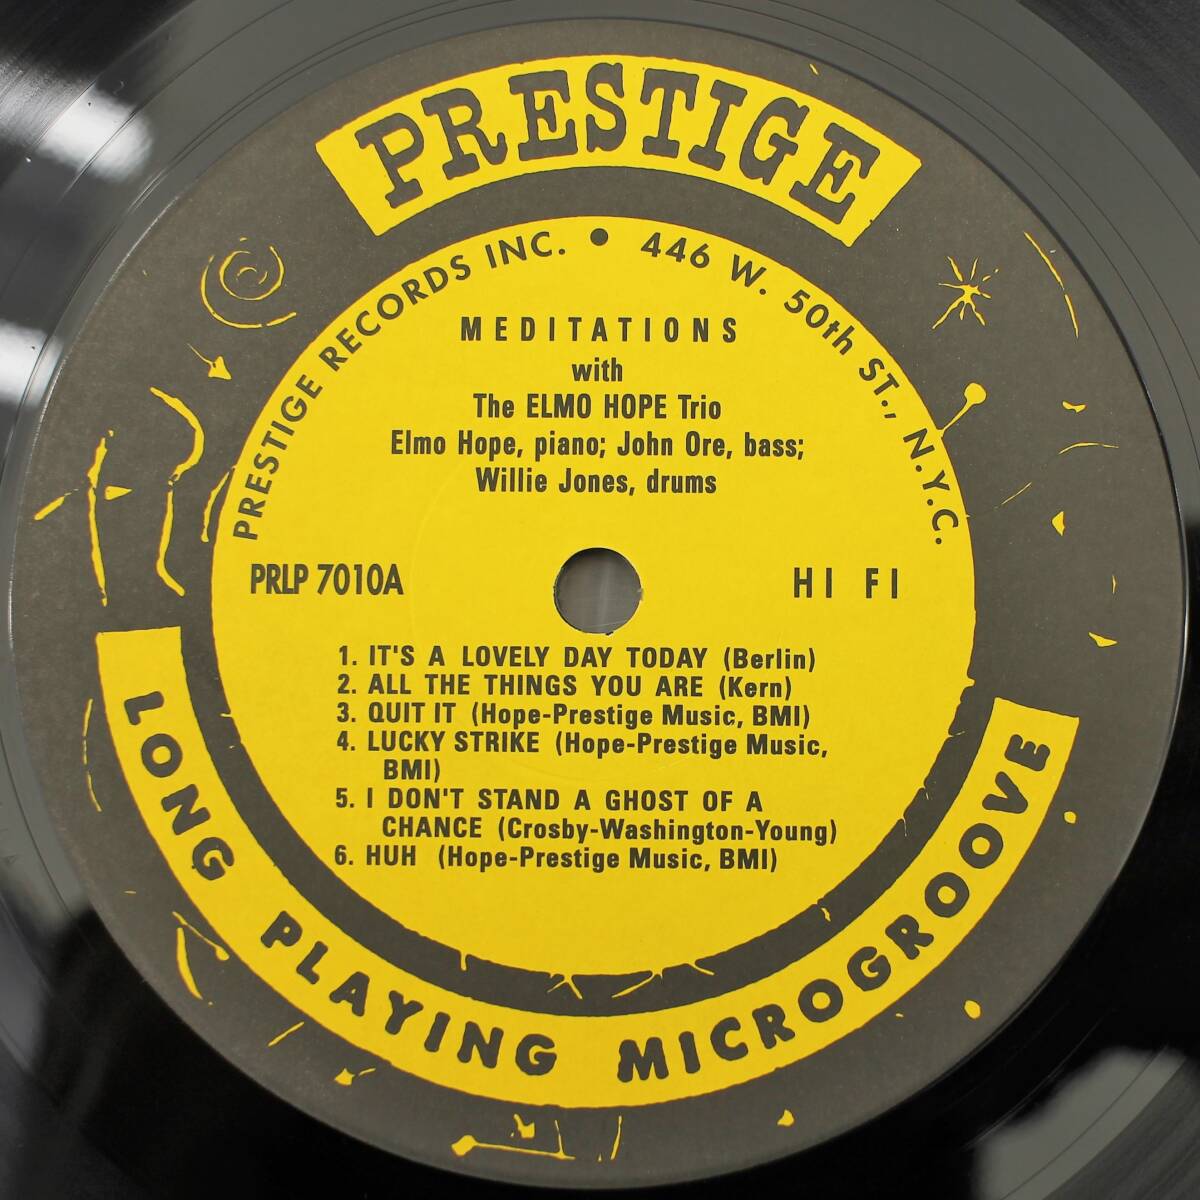 PRESTIGE
PRESTIGE RECORDS INC. • 446 W. 50th ST., N.Y.C.
MEDITATIONS
with
The ELMO HOPE Trio
Elmo Hope, piano; John Ore, bass;
Willie Jones, drums
PRLP 7010A
HI FI
1. IT'S A LOVELY DAY TODAY (Berlin)
2. ALL THE THINGS YOU ARE (Kern)
3. QUIT IT (Hope-Prestige Music, BMI)
4. LUCKY STRIKE (Hope-Prestige Music,
BMI)
5. I DON'T STAND A GHOST OF A
CHANCE (Crosby-Washington-Young)
6. HUH (Hope-Prestige Music, BMI)
LONG PLAYING MICROGROOVE